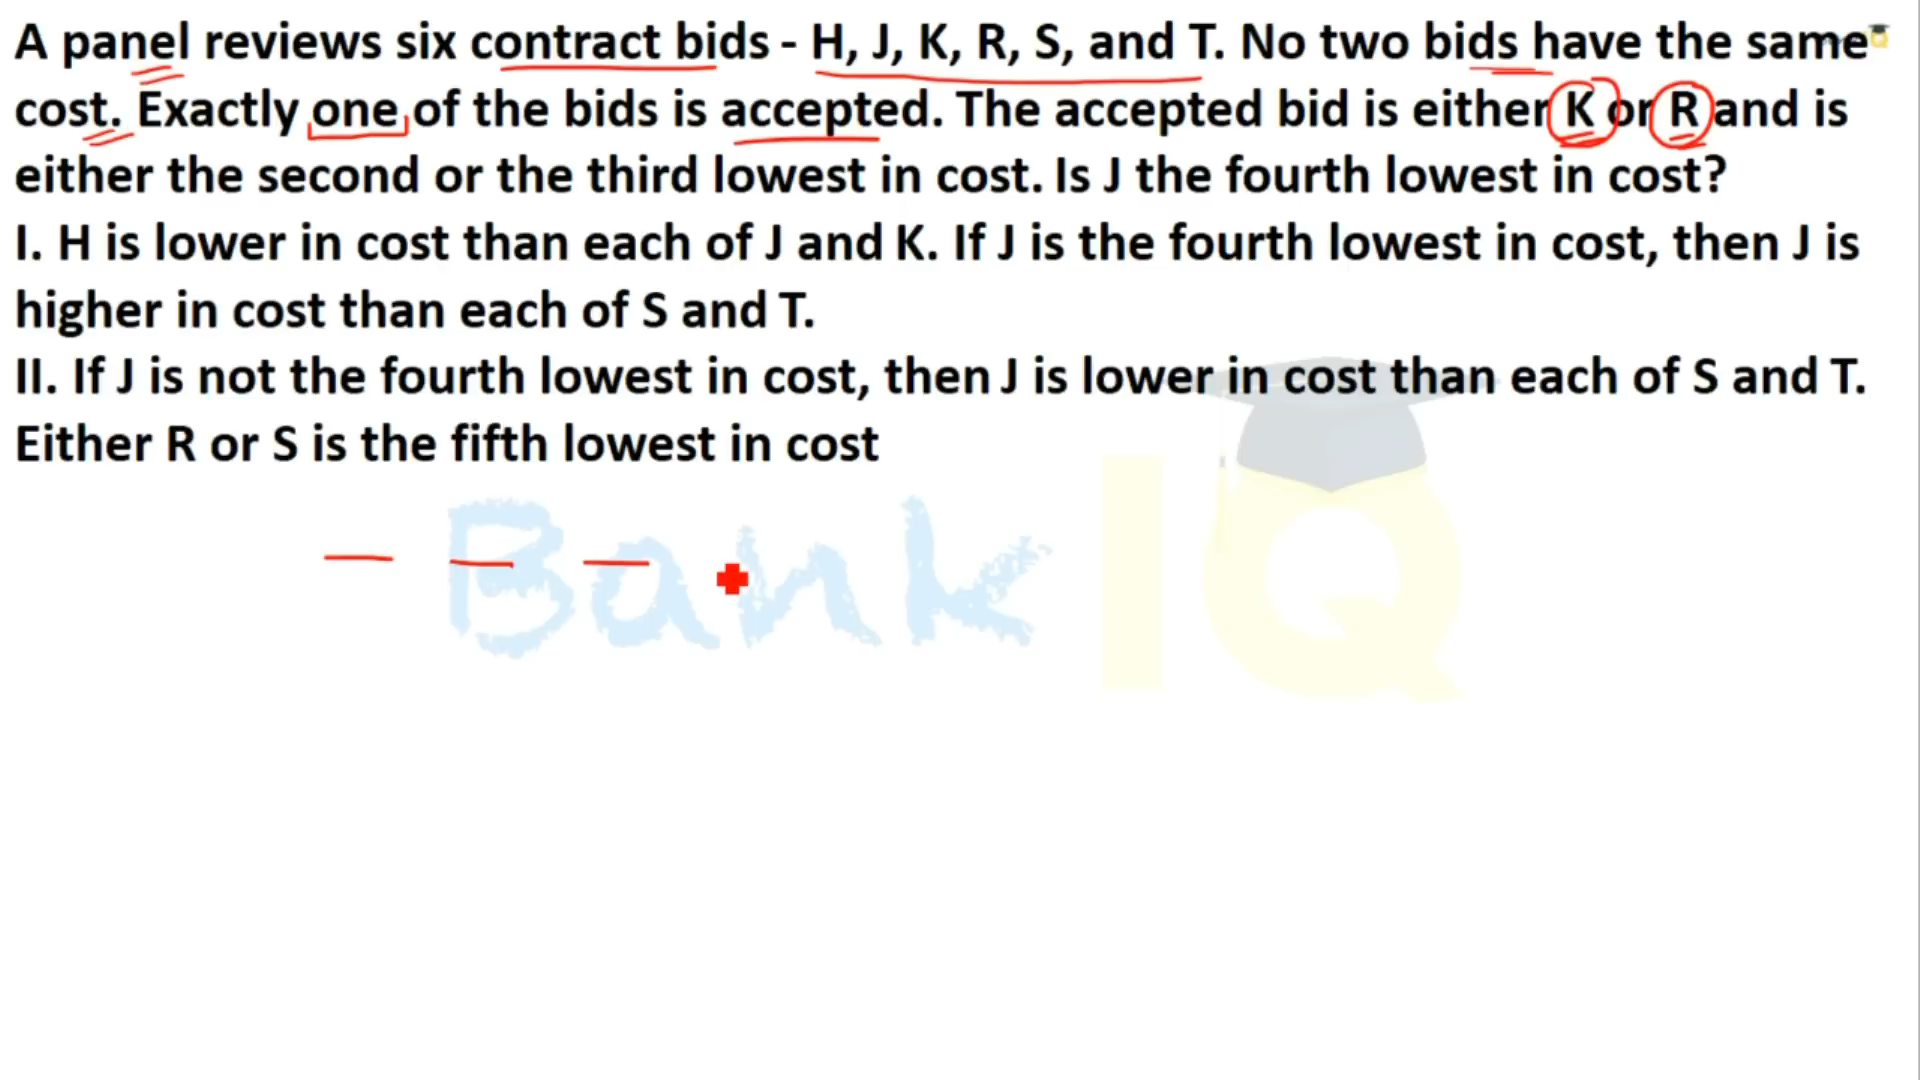 A panel reviews six contract bids - H, J, K, R, S, and T. No two bids have the same
cost. Exactly one of the bids is accepted. The accepted bid is either K or R and is
either the second or the third lowest in cost. Is J the fourth lowest in cost?
I. H is lower in cost than each of J and K. If J is the fourth lowest in cost, then J is
higher in cost than each of S and T.
II. If J is not the fourth lowest in cost, then J is lower in cost than each of S and T.
Either R or S is the fifth lowest in cost
Bank IQ